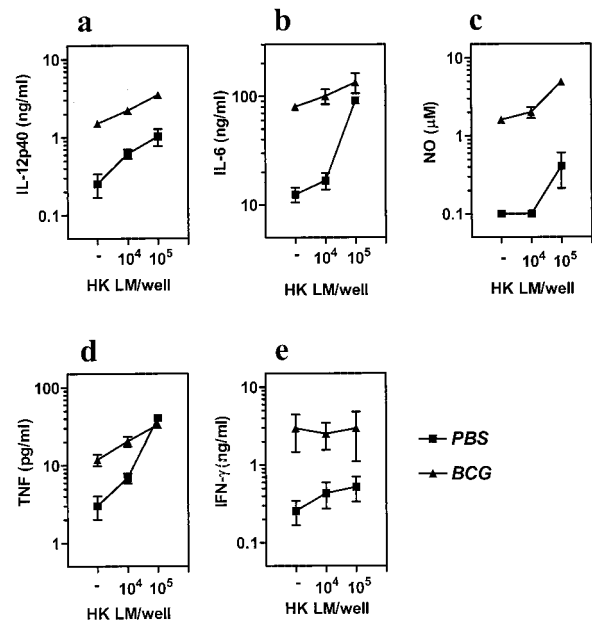 a
IL-12p40 (ng/ml)
10
1
0.1
- 10⁴ 10⁵
HK LM/well
b
IL-6 (ng/ml)
100
10
- 10⁴ 10⁵
HK LM/well
c
NO (µM)
10
1
0.1
- 10⁴ 10⁵
HK LM/well
d
TNF (pg/ml)
100
10
1
- 10⁴ 10⁵
HK LM/well
e
IFN-γ(ng/ml)
10
1
0.1
- 10⁴ 10⁵
HK LM/well
PBS
BCG